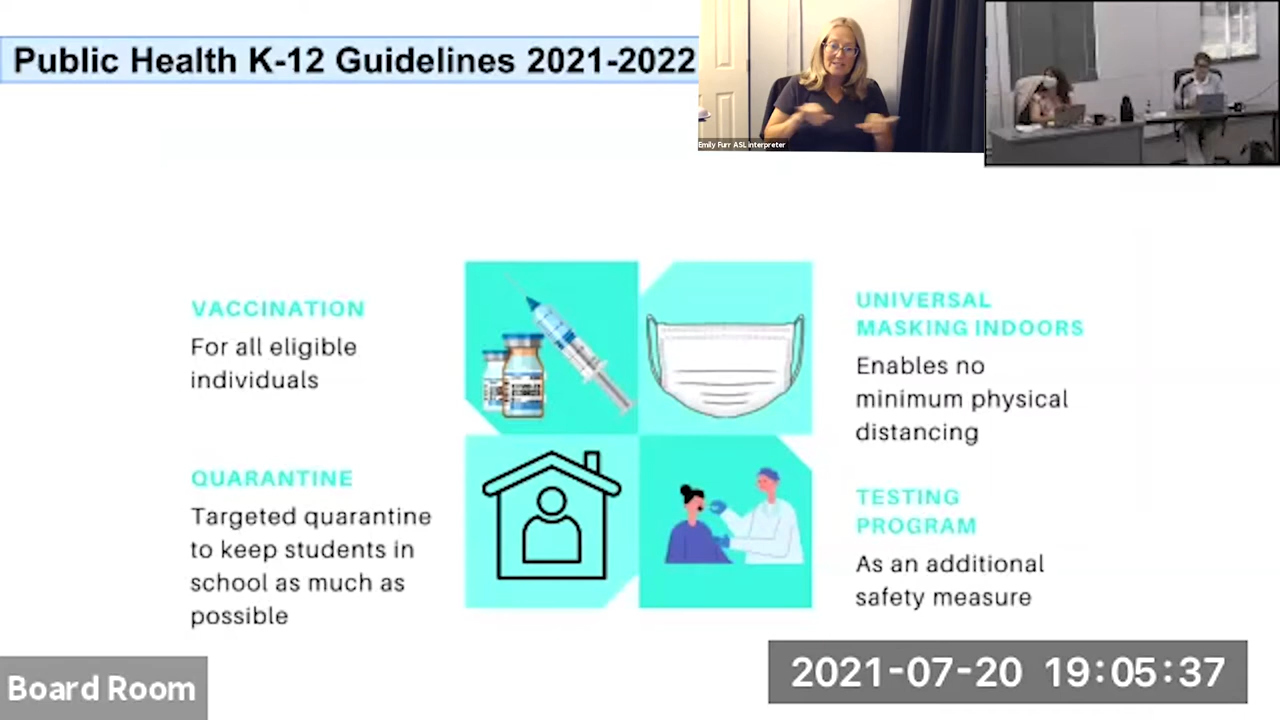 Public Health K-12 Guidelines 2021-2022
Emily Furr ASL interpreter
VACCINATION
For all eligible
individuals
UNIVERSAL
MASKING INDOORS
Enables no
minimum physical
distancing
QUARANTINE
Targeted quarantine
to keep students in
school as much as
possible
TESTING
PROGRAM
As an additional
safety measure
Board Room
2021-07-20 19:05:37